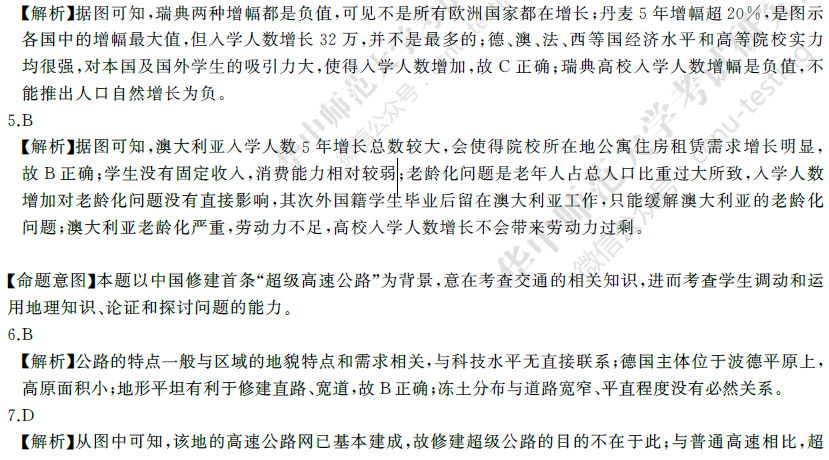 【解析】据图可知,瑞典两种增幅都是负值,可见不是所有欧洲国家都在增长;丹麦5年增幅超20%,是图示
各国中的增幅最大值,但入学人数增长32万,并不是最多的;德、澳、法、西等国经济水平和高等院校实力
均很强,对本国及国外学生的吸引力大,使得入学人数增加,故C正确;瑞典高校入学人数增幅是负值,不
能推出人口自然增长为负。
5.B
【解析】据图可知,澳大利亚入学人数5年增长总数较大,会使得院校所在地公寓住房租赁需求增长明显,
故B正确;学生没有固定收入,消费能力相对较弱;老龄化问题是老年人占总人口比重过大所致,入学人数
增加对老龄化问题没有直接影响,其次外国籍学生毕业后留在澳大利亚工作,只能缓解澳大利亚的老龄化
问题;澳大利亚老龄化严重,劳动力不足,高校入学人数增长不会带来劳动力过剩。
【命题意图】本题以中国修建首条“超级高速公路”为背景,意在考查交通的相关知识,进而考查学生调动和运
用地理知识、论证和探讨问题的能力。
6.B
【解析】公路的特点一般与区域的地貌特点和需求相关,与科技水平无直接联系;德国主体位于波德平原上,
高原面积小;地形平坦有利于修建直路、宽道,故B正确;冻土分布与道路宽窄、平直程度没有必然关系。
7.D
【解析】从图中可知,该地的高速公路网已基本建成,故修建超级公路的目的不在于此;与普通高速相比,超